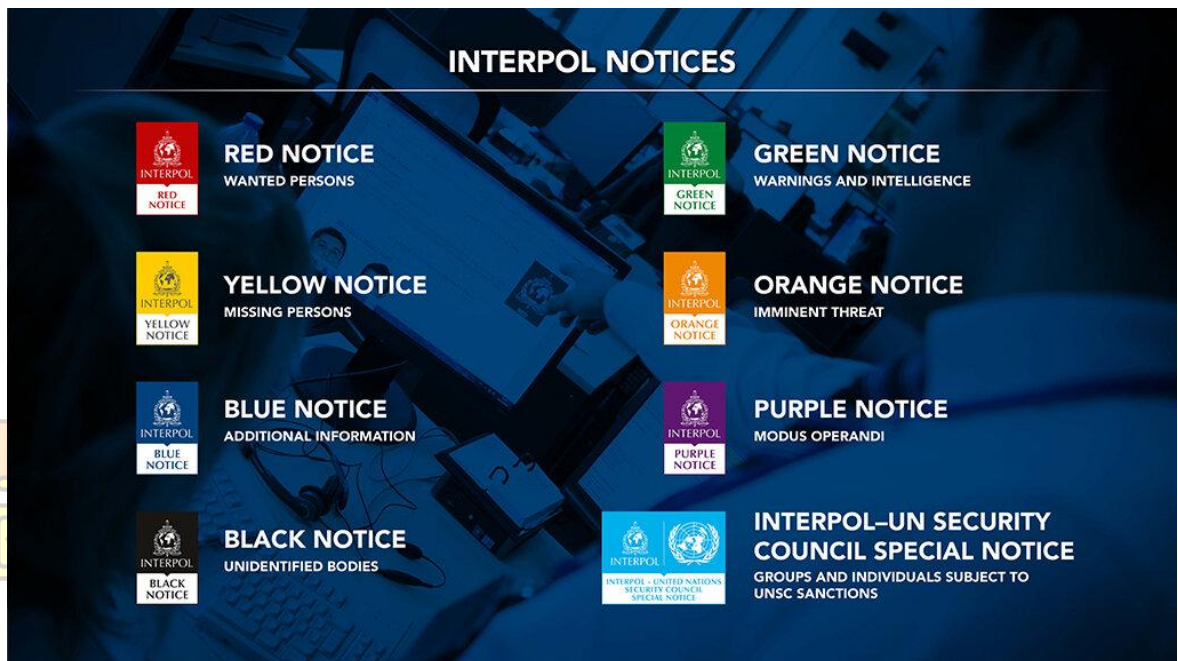 INTERPOL NOTICES
INTERPOL
RED
NOTICE
RED NOTICE
WANTED PERSONS
INTERPOL
YELLOW
NOTICE
YELLOW NOTICE
MISSING PERSONS
INTERPOL
BLUE
NOTICE
BLUE NOTICE
ADDITIONAL INFORMATION
INTERPOL
BLACK
NOTICE
BLACK NOTICE
UNIDENTIFIED BODIES
INTERPOL
GREEN
NOTICE
GREEN NOTICE
WARNINGS AND INTELLIGENCE
INTERPOL
ORANGE
NOTICE
ORANGE NOTICE
IMMINENT THREAT
INTERPOL
PURPLE
NOTICE
PURPLE NOTICE
MODUS OPERANDI
INTERPOL
INTERPOL - UNITED NATIONS
SECURITY COUNCIL
SPECIAL NOTICE
INTERPOL–UN SECURITY
COUNCIL SPECIAL NOTICE
GROUPS AND INDIVIDUALS SUBJECT TO
UNSC SANCTIONS